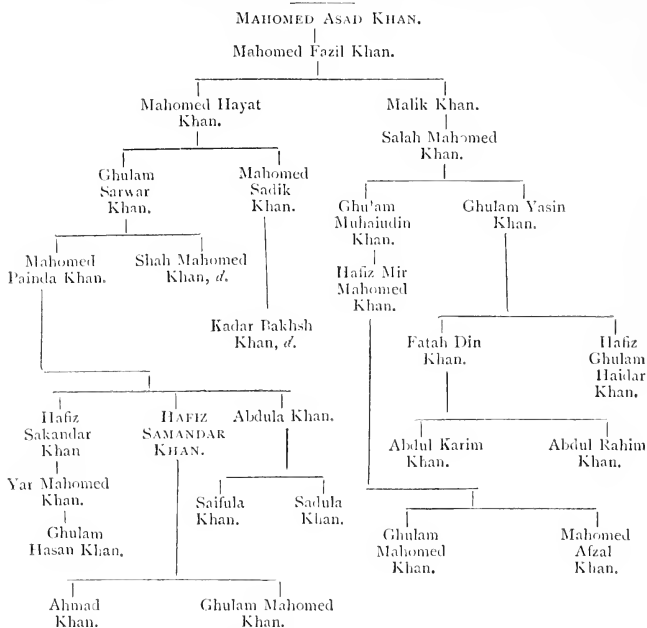 MAHOMED ASAD KHAN.
Mahomed Fazil Khan.
Mahomed Hayat
Khan.
Malik Khan.
Salah Mahomed
Khan.
Ghulam
Sarwar
Khan.
Mahomed
Sadik
Khan.
Ghulam
Muhaiudin
Khan.
Ghulam Yasin
Khan.
Mahomed
Painda Khan.
Shah Mahomed
Khan, d.
Hafiz Mir
Mahomed
Khan.
Kadar Bakhsh
Khan, d.
Fatah Din
Khan.
Hafiz
Ghulam
Haidar
Khan.
Hafiz
Sakandar
Khan
HAFIZ
SAMANDAR
KHAN.
Abdula Khan.
Abdul Karim
Khan.
Abdul Rahim
Khan.
Yar Mahomed
Khan.
Saifula
Khan.
Sadula
Khan.
Ghulam
Hasan Khan.
Ghulam
Mahomed
Khan.
Mahomed
Afzal
Khan.
Ahmad
Khan.
Ghulam Mahomed
Khan.